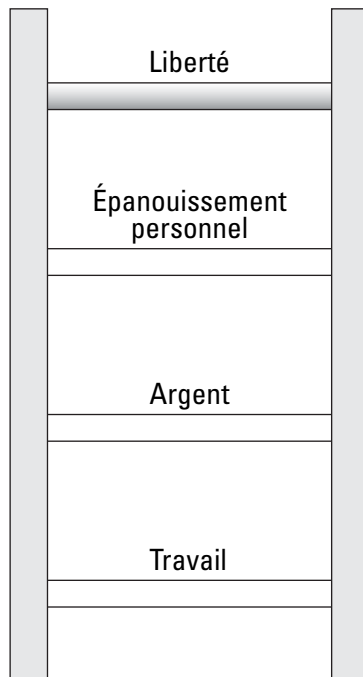 Liberté
Épanouissement
personnel
Argent
Travail